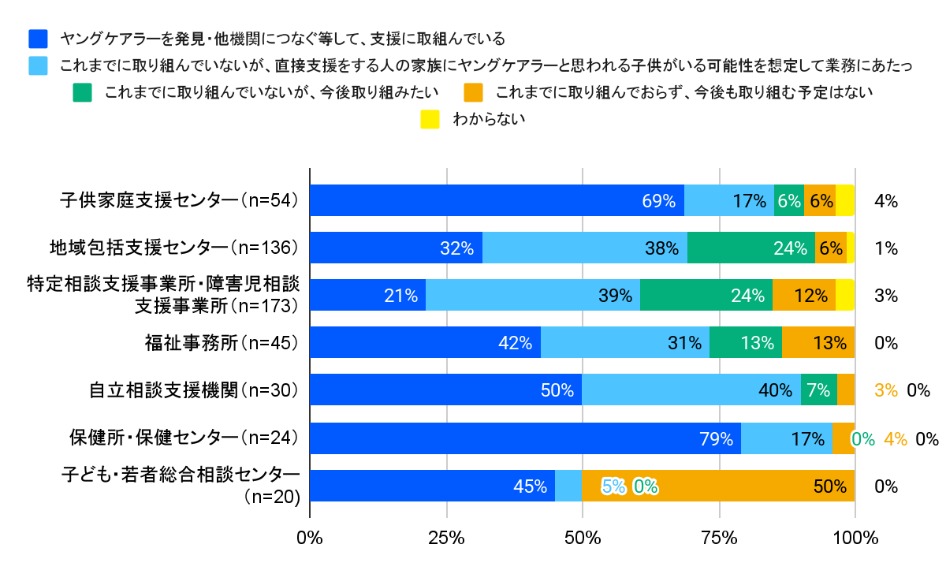 ヤングケアラーを発見・他機関につなぐ等して、支援に取組んでいる
これまでに取り組んでいないが、直接支援をする人の家族にヤングケアラーと思われる子供がいる可能性を想定して業務にあたっ
これまでに取り組んでいないが、今後取り組みたい これまでに取り組んでおらず、今後も取り組む予定はない
わからない
子供家庭支援センター（n=54） 69% 17% 6% 6% 4%
地域包括支援センター（n=136） 32% 38% 24% 6% 1%
特定相談支援事業所・障害児相談
支援事業所（n=173） 21% 39% 24% 12% 3%
福祉事務所（n=45） 42% 31% 13% 13% 0%
自立相談支援機関（n=30） 50% 40% 7% 3% 0%
保健所・保健センター（n=24） 79% 17% 0% 4% 0%
子ども・若者総合相談センター
（n=20） 45% 5% 0% 50% 0%
0% 25% 50% 75% 100%